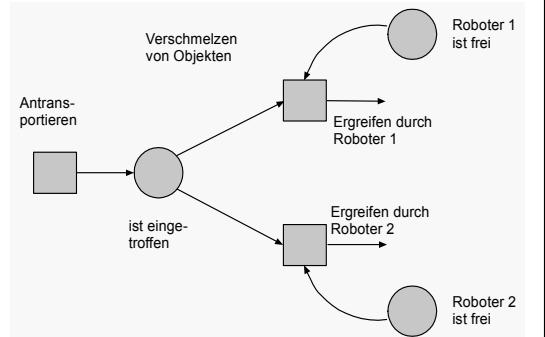 Verschmelzen
von Objekten
Roboter 1
ist frei
Antrans-
portieren
Ergreifen durch
Roboter 1
ist einge-
troffen
Ergreifen durch
Roboter 2
Roboter 2
ist frei